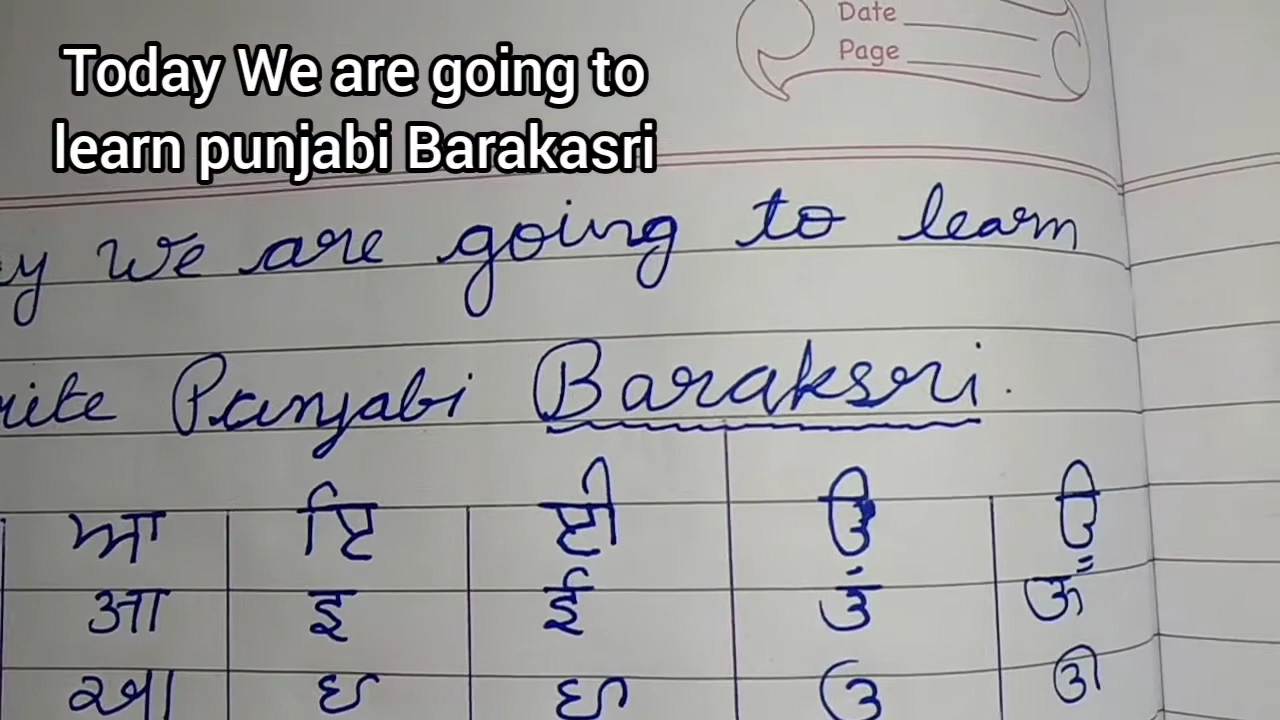 Date
Page
Today We are going to
learn punjabi Barakasri
y We are going to learn
rite Punjabi Baraksri.
ਆ ਇ ਈ ਉ ਊ
आ इ ई उ ऊ
આ ઇ ઈ ઉ ઊ